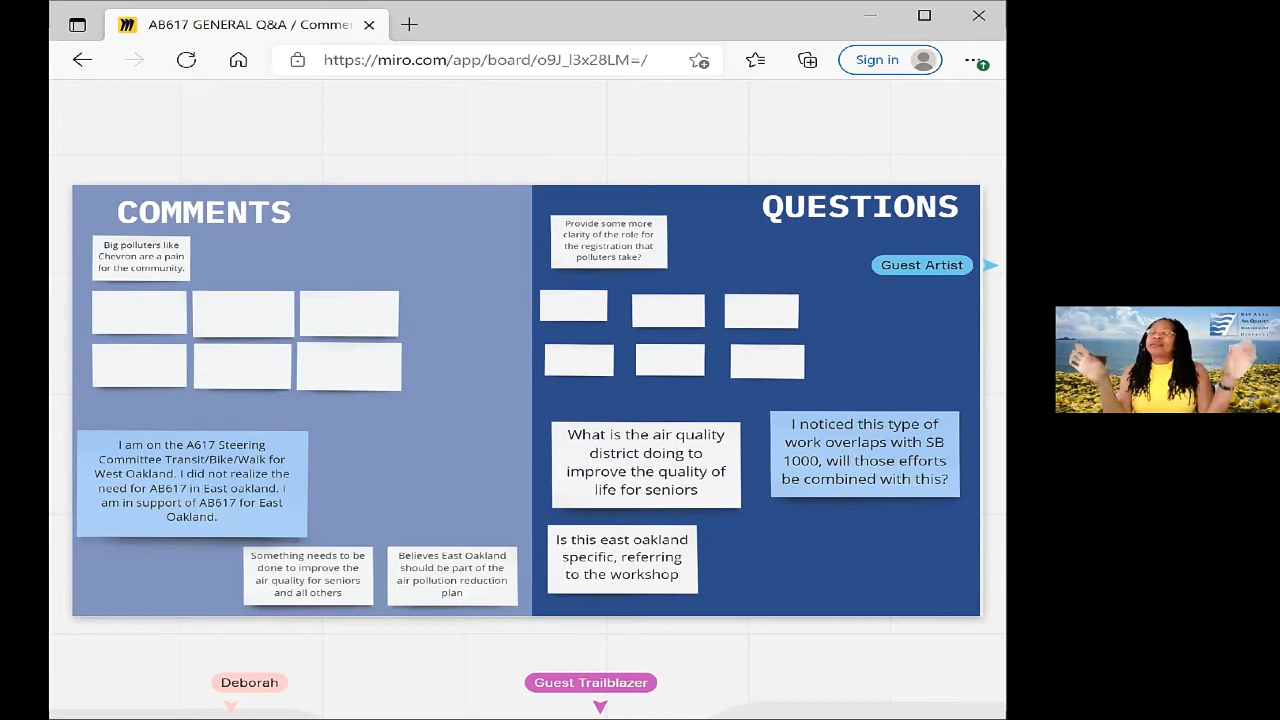 AB617 GENERAL Q&A / Comme
https://miro.com/app/board/o9J_l3x28LM=/
Sign in
COMMENTS
Big polluters like
Chevron are a pain
for the community.
I am on the A617 Steering
Committee Transit/Bike/Walk for
West Oakland. I did not realize the
need for AB617 in East oakland. I
am in support of AB617 for East
Oakland.
Something needs to be
done to improve the
air quality for seniors
and all others
Believes East Oakland
should be part of the
air pollution reduction
plan
QUESTIONS
Provide some more
clarity of the role for
the registration that
polluters take?
Guest Artist
What is the air quality
district doing to
improve the quality of
life for seniors
I noticed this type of
work overlaps with SB
1000, will those efforts
be combined with this?
Is this east oakland
specific, referring
to the workshop
Deborah
Guest Trailblazer
BAY AREA
AIR QUALITY
MANAGEMENT
DISTRICT